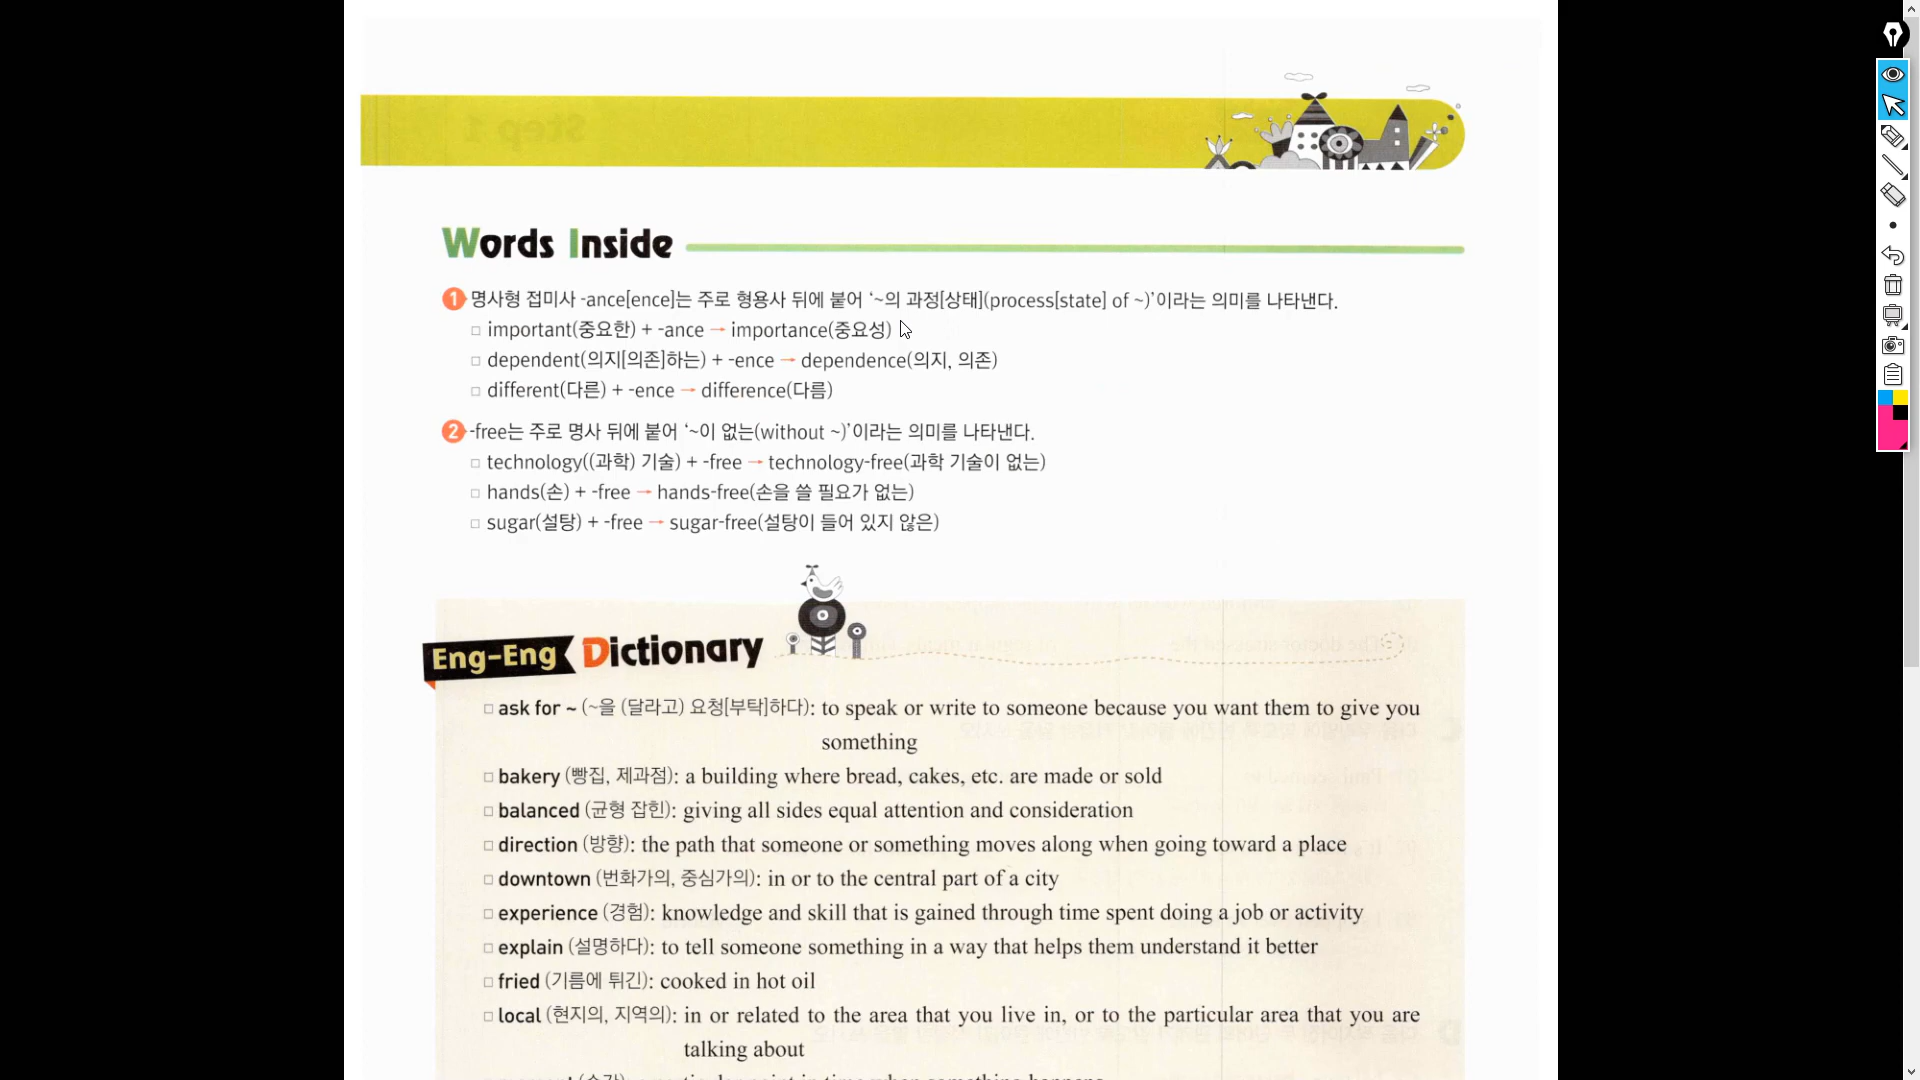 Step 1
Words Inside
1 명사형 접미사 -ance[ence]는 주로 형용사 뒤에 붙어 ‘~의 과정[상태](process[state] of ~)’이라는 의미를 나타낸다.
□ important(중요한) + -ance → importance(중요성)
□ dependent(의지[의존]하는) + -ence → dependence(의지, 의존)
□ different(다른) + -ence → difference(다름)
2 -free는 주로 명사 뒤에 붙어 ‘~이 없는(without ~)’이라는 의미를 나타낸다.
□ technology((과학) 기술) + -free → technology-free(과학 기술이 없는)
□ hands(손) + -free → hands-free(손을 쓸 필요가 없는)
□ sugar(설탕) + -free → sugar-free(설탕이 들어 있지 않은)
Eng-Eng Dictionary
□ ask for ~ (~을 (달라고) 요청[부탁]하다): to speak or write to someone because you want them to give you
something
□ bakery (빵집, 제과점): a building where bread, cakes, etc. are made or sold
□ balanced (균형 잡힌): giving all sides equal attention and consideration
□ direction (방향): the path that someone or something moves along when going toward a place
□ downtown (번화가의, 중심가의): in or to the central part of a city
□ experience (경험): knowledge and skill that is gained through time spent doing a job or activity
□ explain (설명하다): to tell someone something in a way that helps them understand it better
□ fried (기름에 튀긴): cooked in hot oil
□ local (현지의, 지역의): in or related to the area that you live in, or to the particular area that you are
talking about